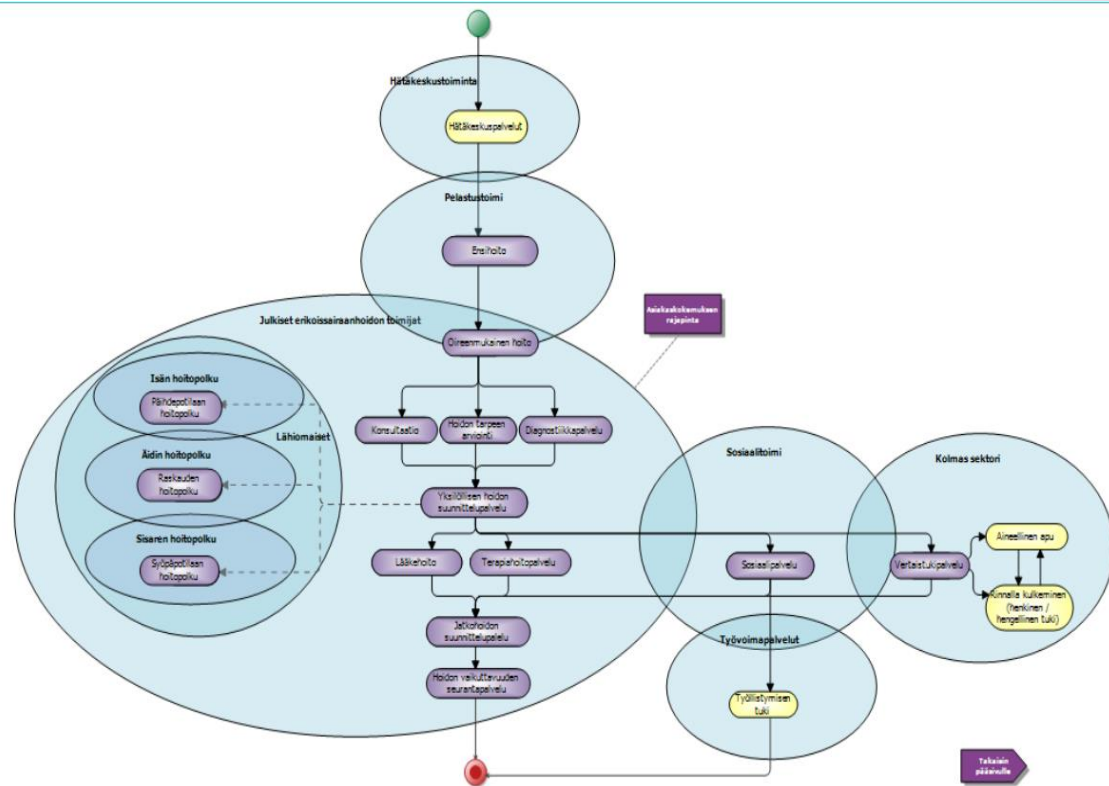 Hätäkeskustoiminta
Hätäkeskuspalvelut
Pelastustoimi
Ensihoito
Asiakaskokemuksen
rajapinta
Julkiset erikoissairaanhoidon toimijat
Oireenmukainen hoito
Isän hoitopolku
Päihdepotilaan
hoitopolku
Lähiomaiset
Konsultaatio
Hoidon tarpeen
arviointi
Diagnostiikkapalvelu
Äidin hoitopolku
Raskauden
hoitopolku
Sosiaalitoimi
Kolmas sektori
Yksilöllisen hoidon
suunnittelupalvelu
Sisaren hoitopolku
Syöpäpotilaan
hoitopolku
Lääkehoito
Terapiahoitopalvelu
Sosiaalipalvelu
Vertaistukipalvelu
Aineellinen apu
Rinnalla kulkeminen
(henkinen /
hengellinen tuki)
Jatkohoidon
suunnittelupalelu
Työvoimapalvelut
Hoidon vaikuttavuuden
seurantapalvelu
Työllistymisen
tuki
Takaisin
pääsivulle